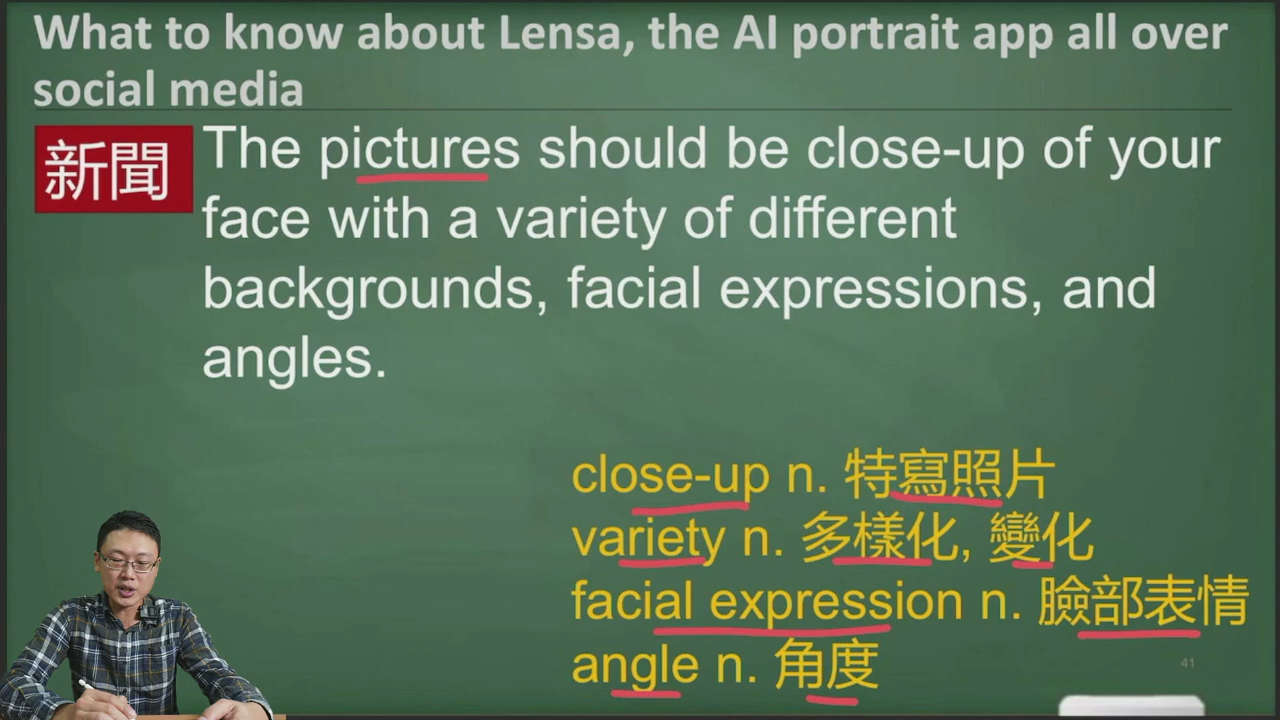 What to know about Lensa, the AI portrait app all over
social media
新聞
The pictures should be close-up of your
face with a variety of different
backgrounds, facial expressions, and
angles.
close-up n. 特寫照片
variety n. 多樣化, 變化
facial expression n. 臉部表情
angle n. 角度
41